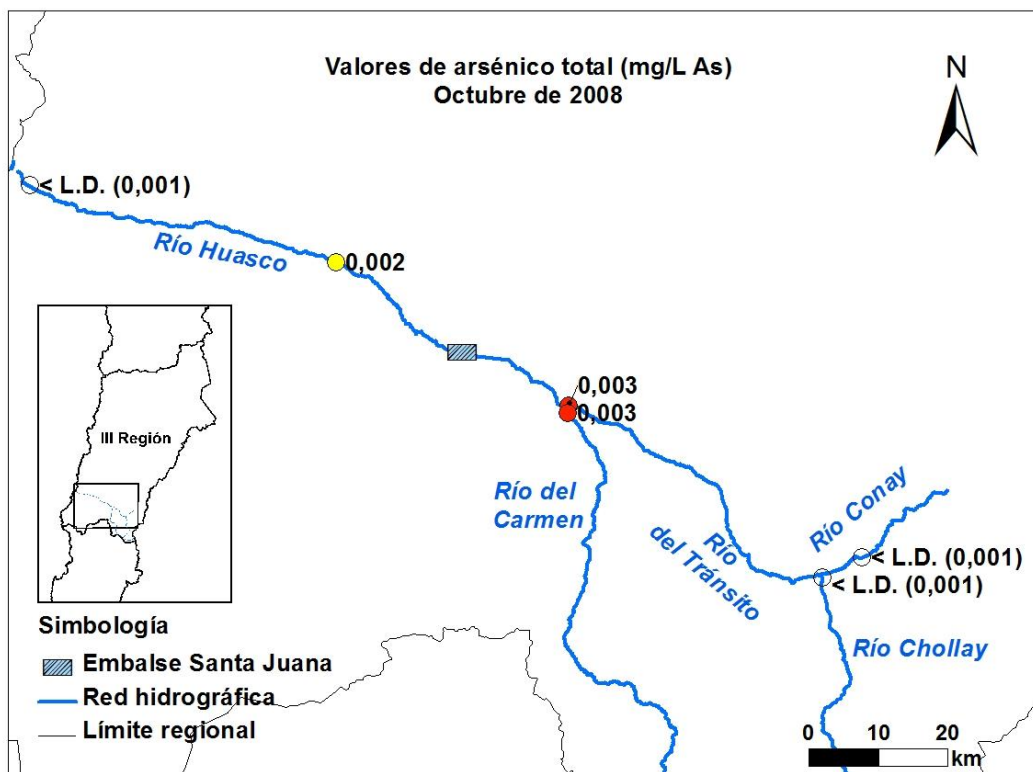 Valores de arsénico total (mg/L As)
Octubre de 2008
N
< L.D. (0,001)
Río Huasco
0,002
0,003
0,003
III Región
Río del
Carmen
Río
del Tránsito
Río Conay
< L.D. (0,001)
< L.D. (0,001)
Río Chollay
Simbología
Embalse Santa Juana
Red hidrográfica
Límite regional
0 10 20
km